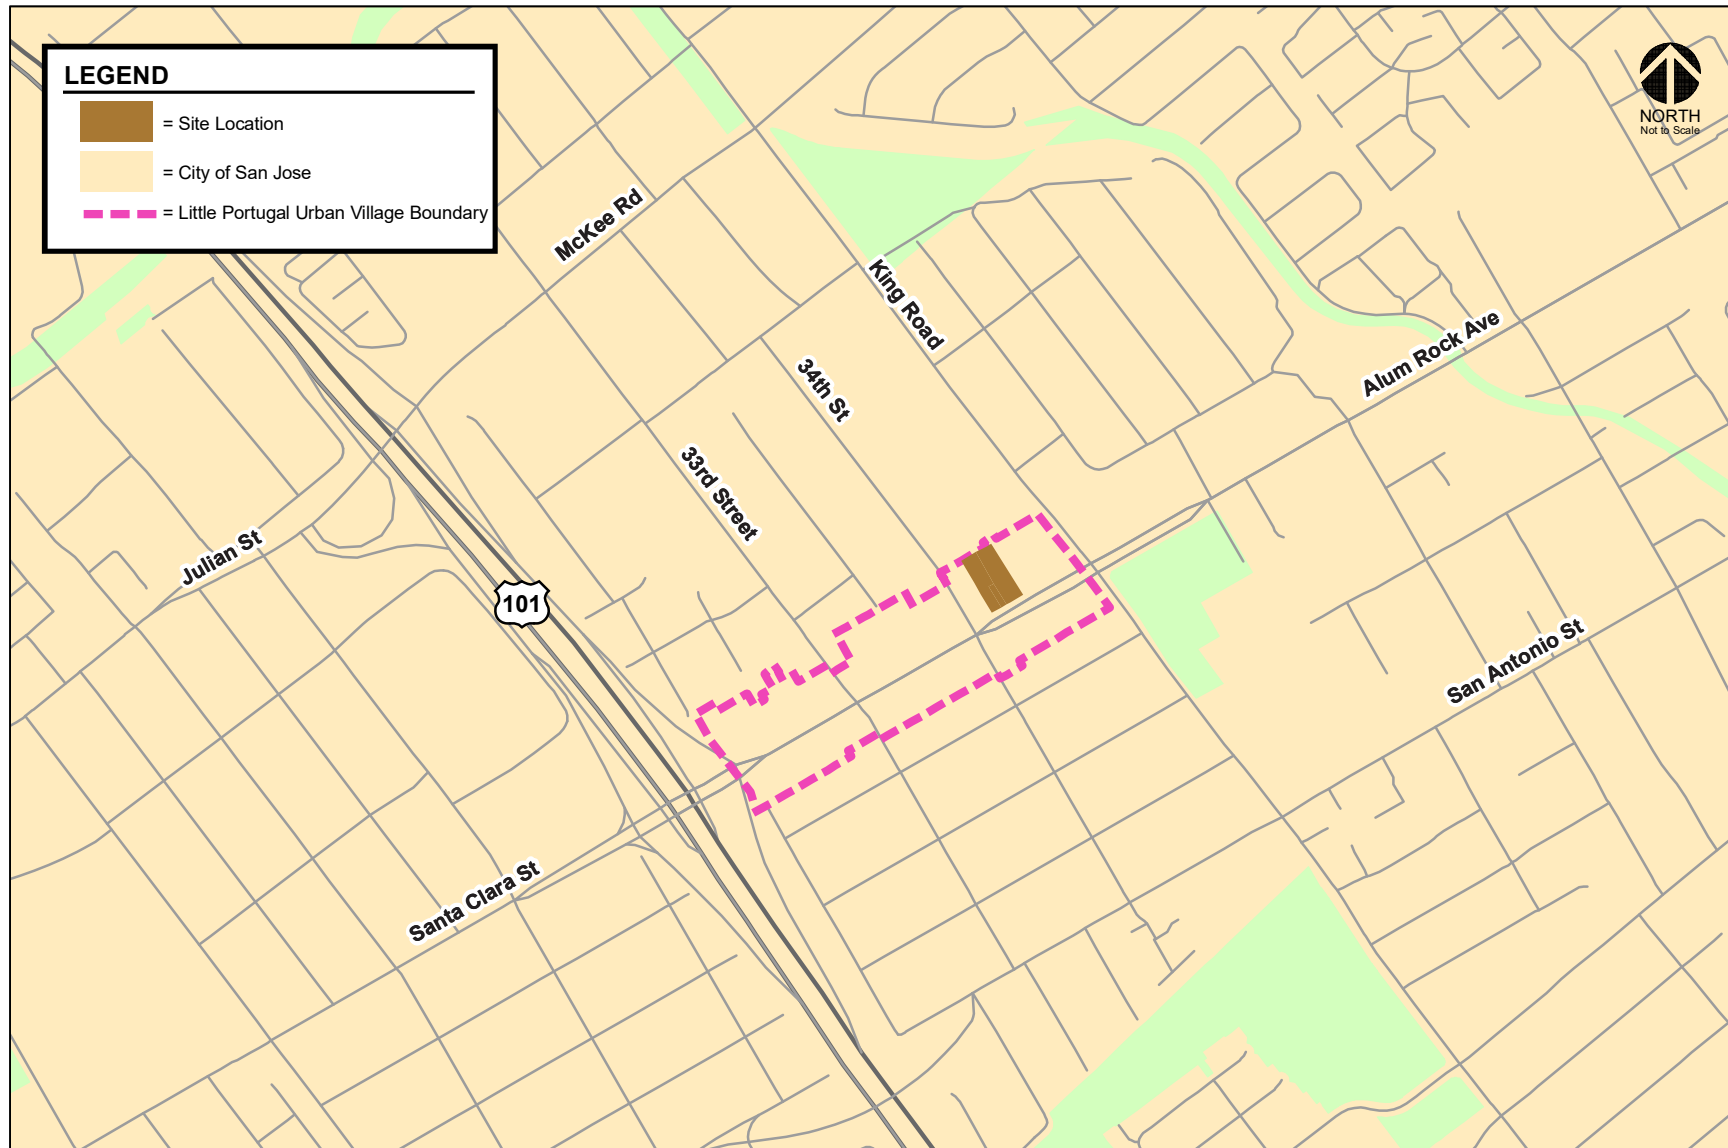 LEGEND
= Site Location
= City of San Jose
= Little Portugal Urban Village Boundary
NORTH
Not to Scale
McKee Rd
King Road
Alum Rock Ave
34th St
33rd Street
Julian St
101
San Antonio St
Santa Clara St